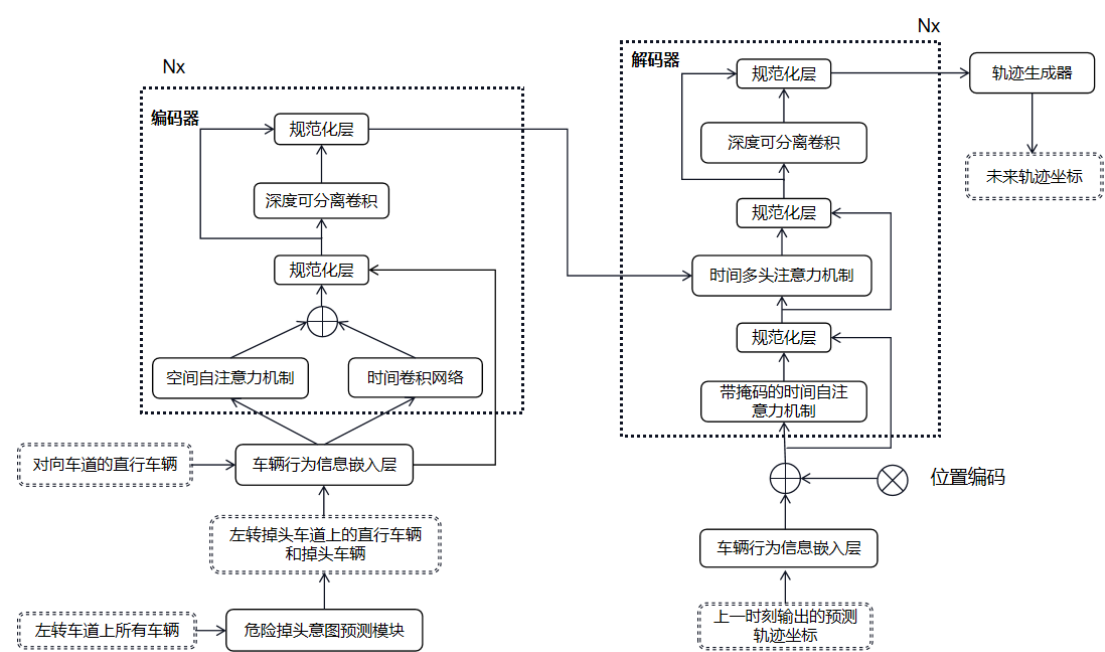 Nx
编码器
规范化层
深度可分离卷积
规范化层
空间自注意力机制
时间卷积网络
对向车道的直行车辆
车辆行为信息嵌入层
左转掉头车道上的直行车辆
和掉头车辆
左转车道上所有车辆
危险掉头意图预测模块
Nx
解码器
规范化层
深度可分离卷积
规范化层
时间多头注意力机制
规范化层
带掩码的时间自注
意力机制
位置编码
车辆行为信息嵌入层
上一时刻输出的预测
轨迹坐标
轨迹生成器
未来轨迹坐标